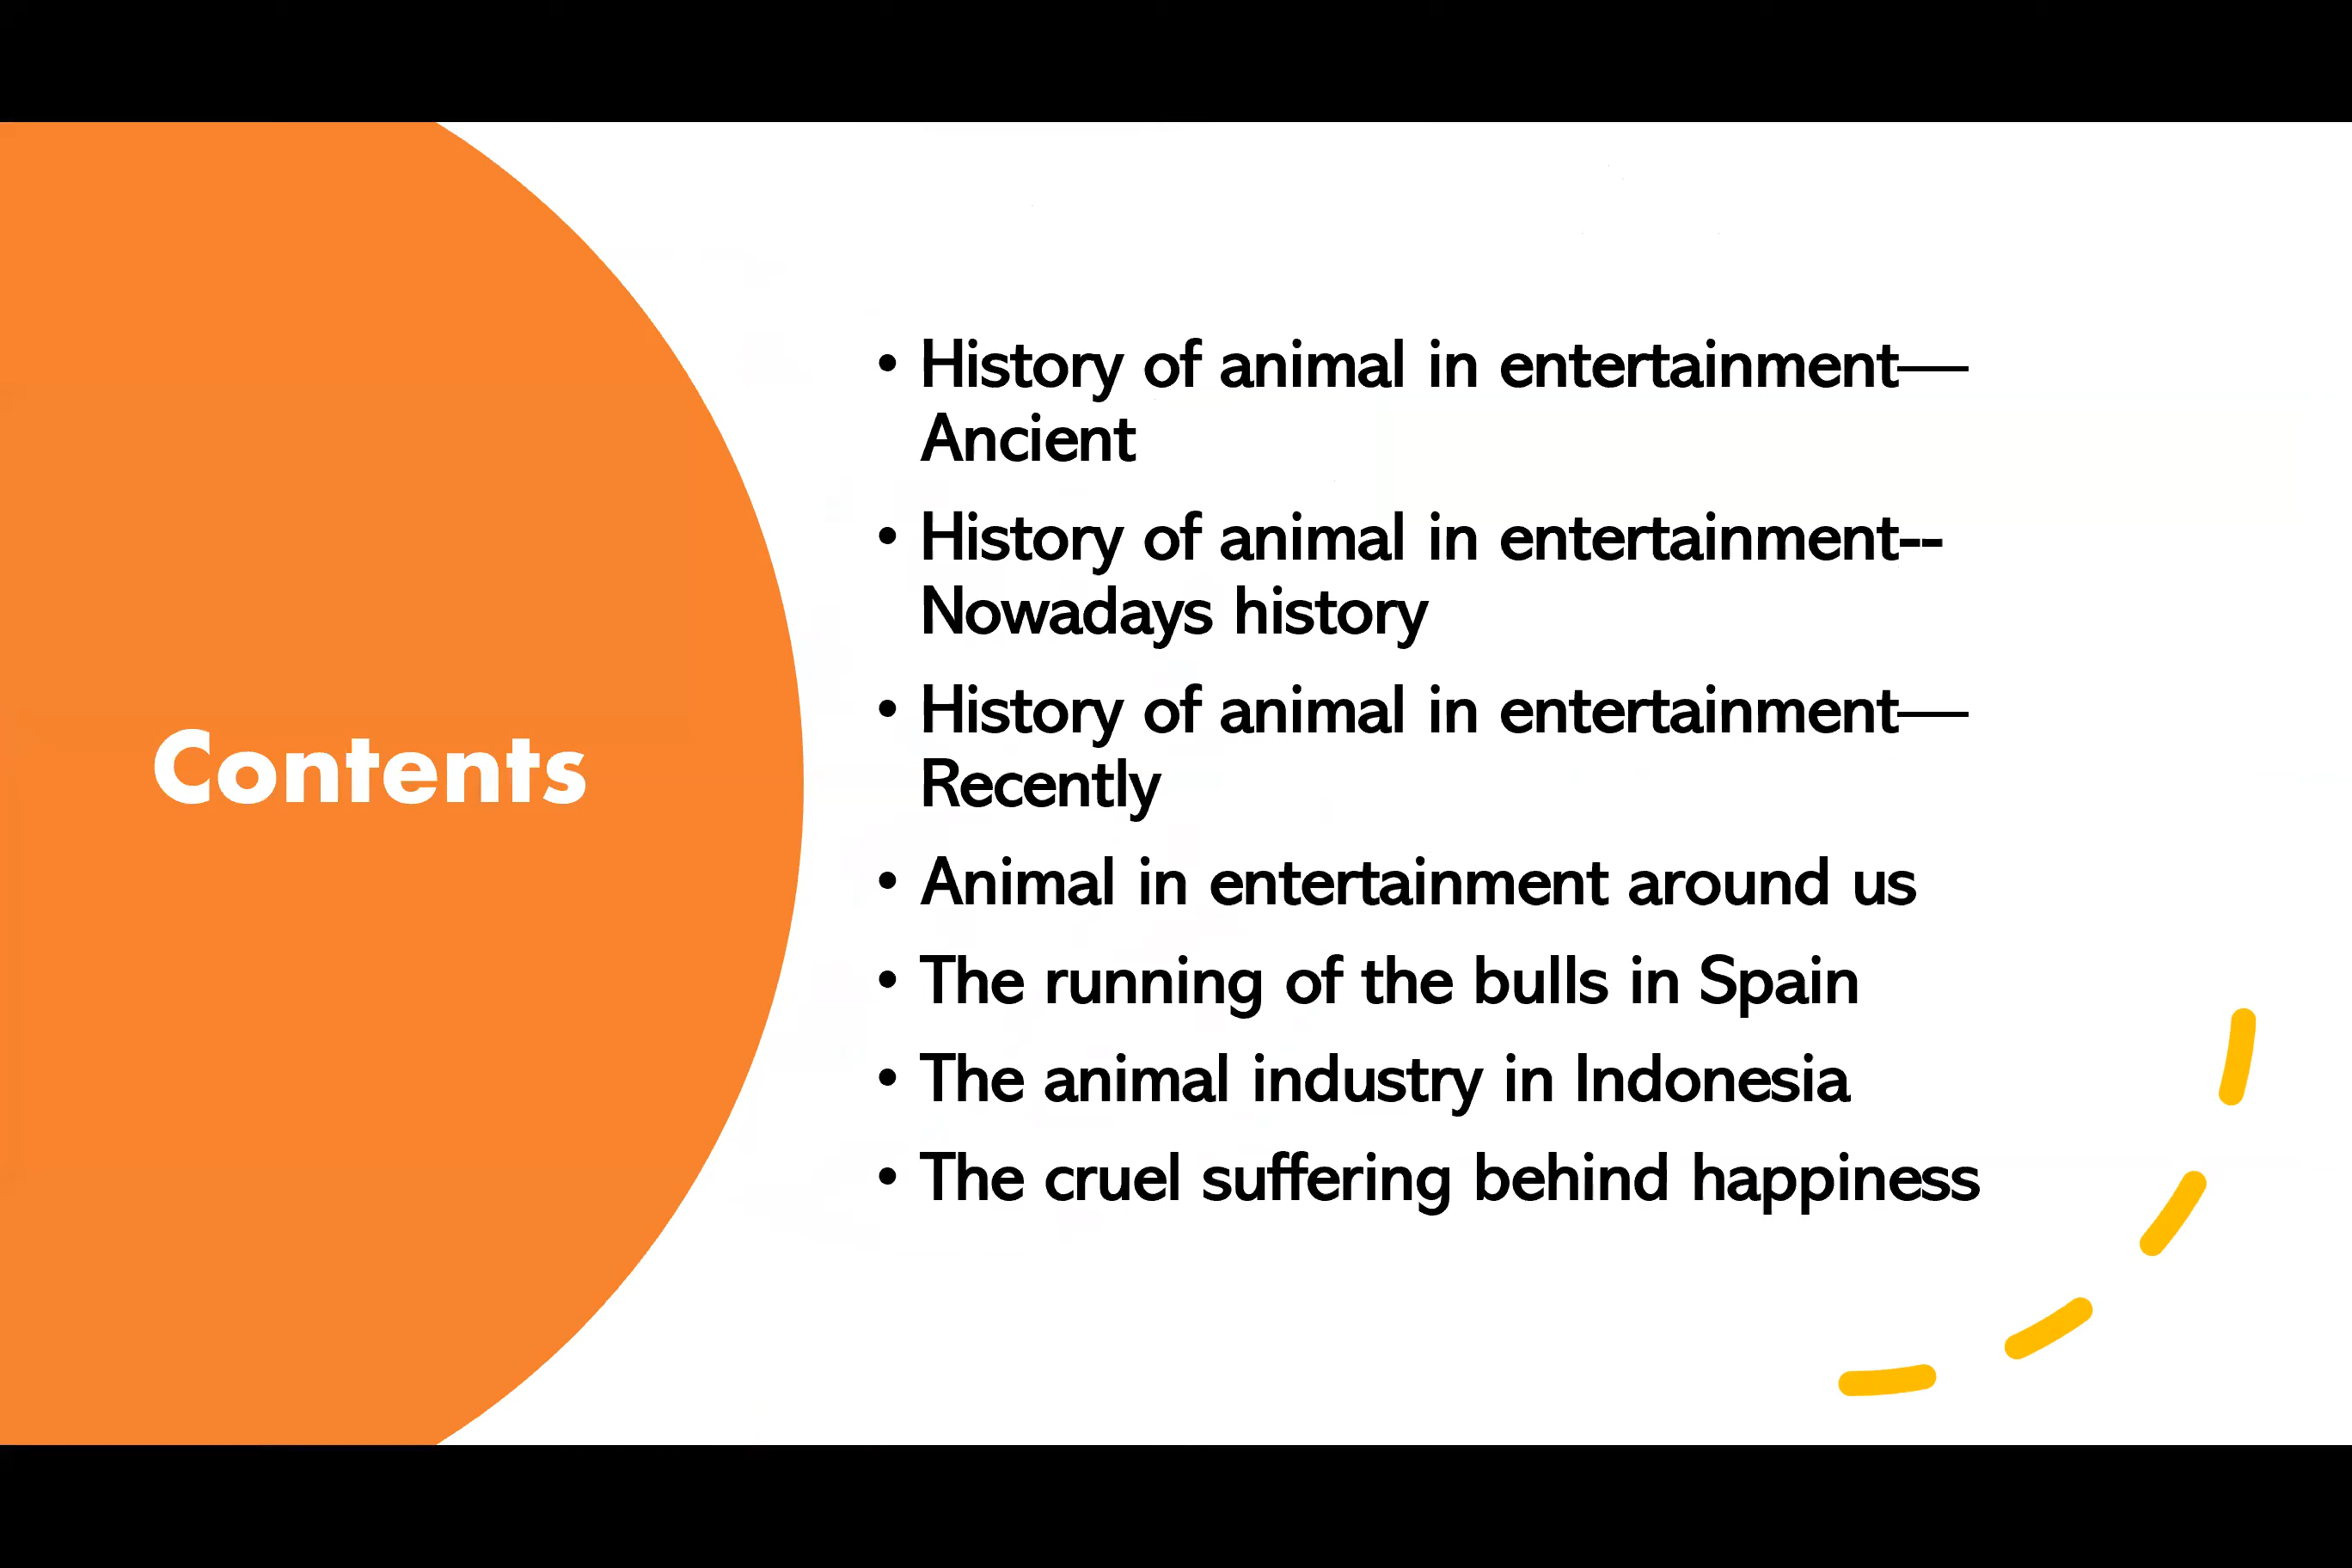 Contents
• History of animal in entertainment—
Ancient
• History of animal in entertainment--
Nowadays history
• History of animal in entertainment—
Recently
• Animal in entertainment around us
• The running of the bulls in Spain
• The animal industry in Indonesia
• The cruel suffering behind happiness